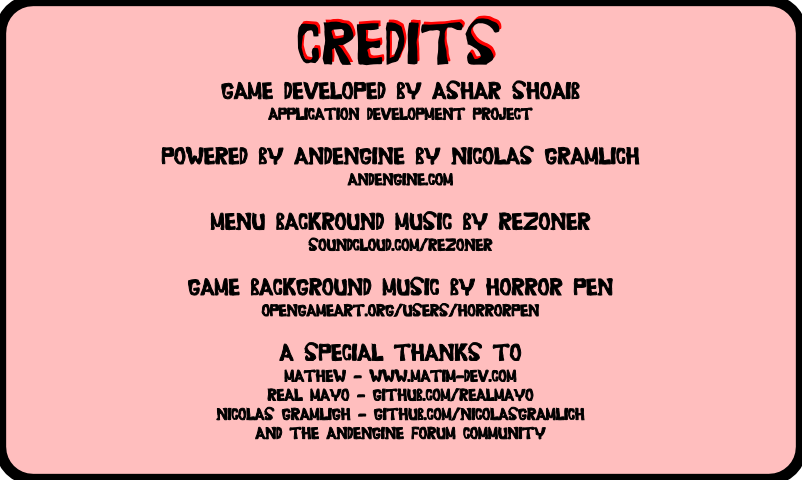 CREDITS
GAME DEVELOPED BY ASHAR SHOAIB
APPLICATION DEVELOPMENT PROJECT
POWERED BY ANDENGINE BY NICOLAS GRAMLICH
ANDENGINE.COM
MENU BACKROUND MUSIC BY REZONER
SOUNDCLOUD.COM/REZONER
GAME BACKGROUND MUSIC BY HORROR PEN
OPENGAMEART.ORG/USERS/HORRORPEN
A SPECIAL THANKS TO
MATHEW - WWW.MATIM-DEV.COM
REAL MAYO - GITHUB.COM/REALMAYO
NICOLAS GRAMLIGH - GITHUB.COM/NICOLASGRAMLICH
AND THE ANDENGINE FORUM COMMUNITY